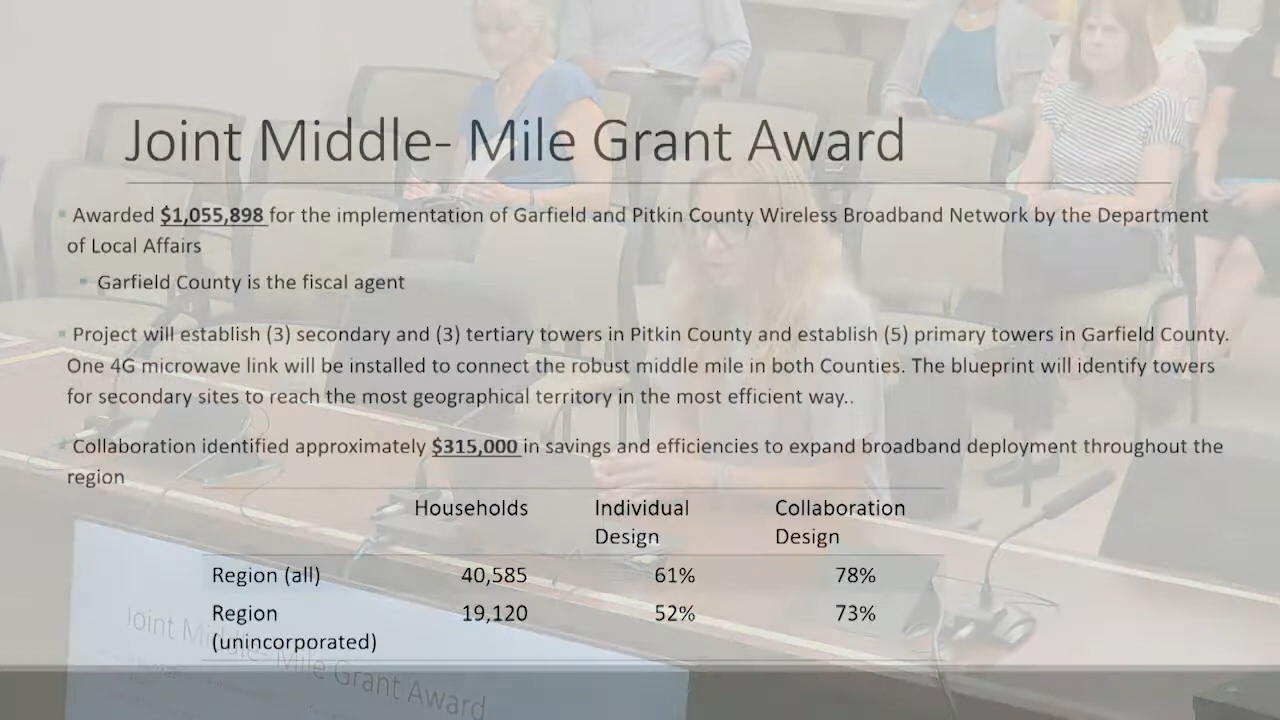 Joint Middle- Mile Grant Award
Awarded $1,055,898 for the implementation of Garfield and Pitkin County Wireless Broadband Network by the Department
of Local Affairs
Garfield County is the fiscal agent
Project will establish (3) secondary and (3) tertiary towers in Pitkin County and establish (5) primary towers in Garfield County.
One 4G microwave link will be installed to connect the robust middle mile in both Counties. The blueprint will identify towers
for secondary sites to reach the most geographical territory in the most efficient way..
Collaboration identified approximately $315,000 in savings and efficiencies to expand broadband deployment throughout the
region
Households Individual Design Collaboration Design
Region (all) 40,585 61% 78%
Region (unincorporated) 19,120 52% 73%
Joint Middle- Mile Grant Award